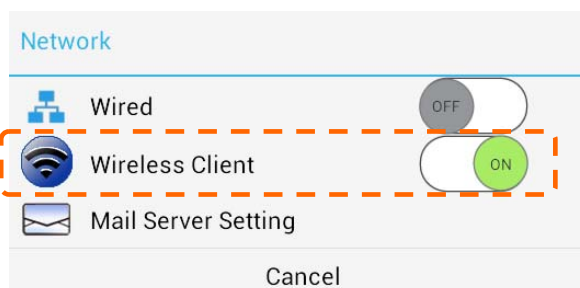 Network
Wired OFF
Wireless Client ON
Mail Server Setting
Cancel